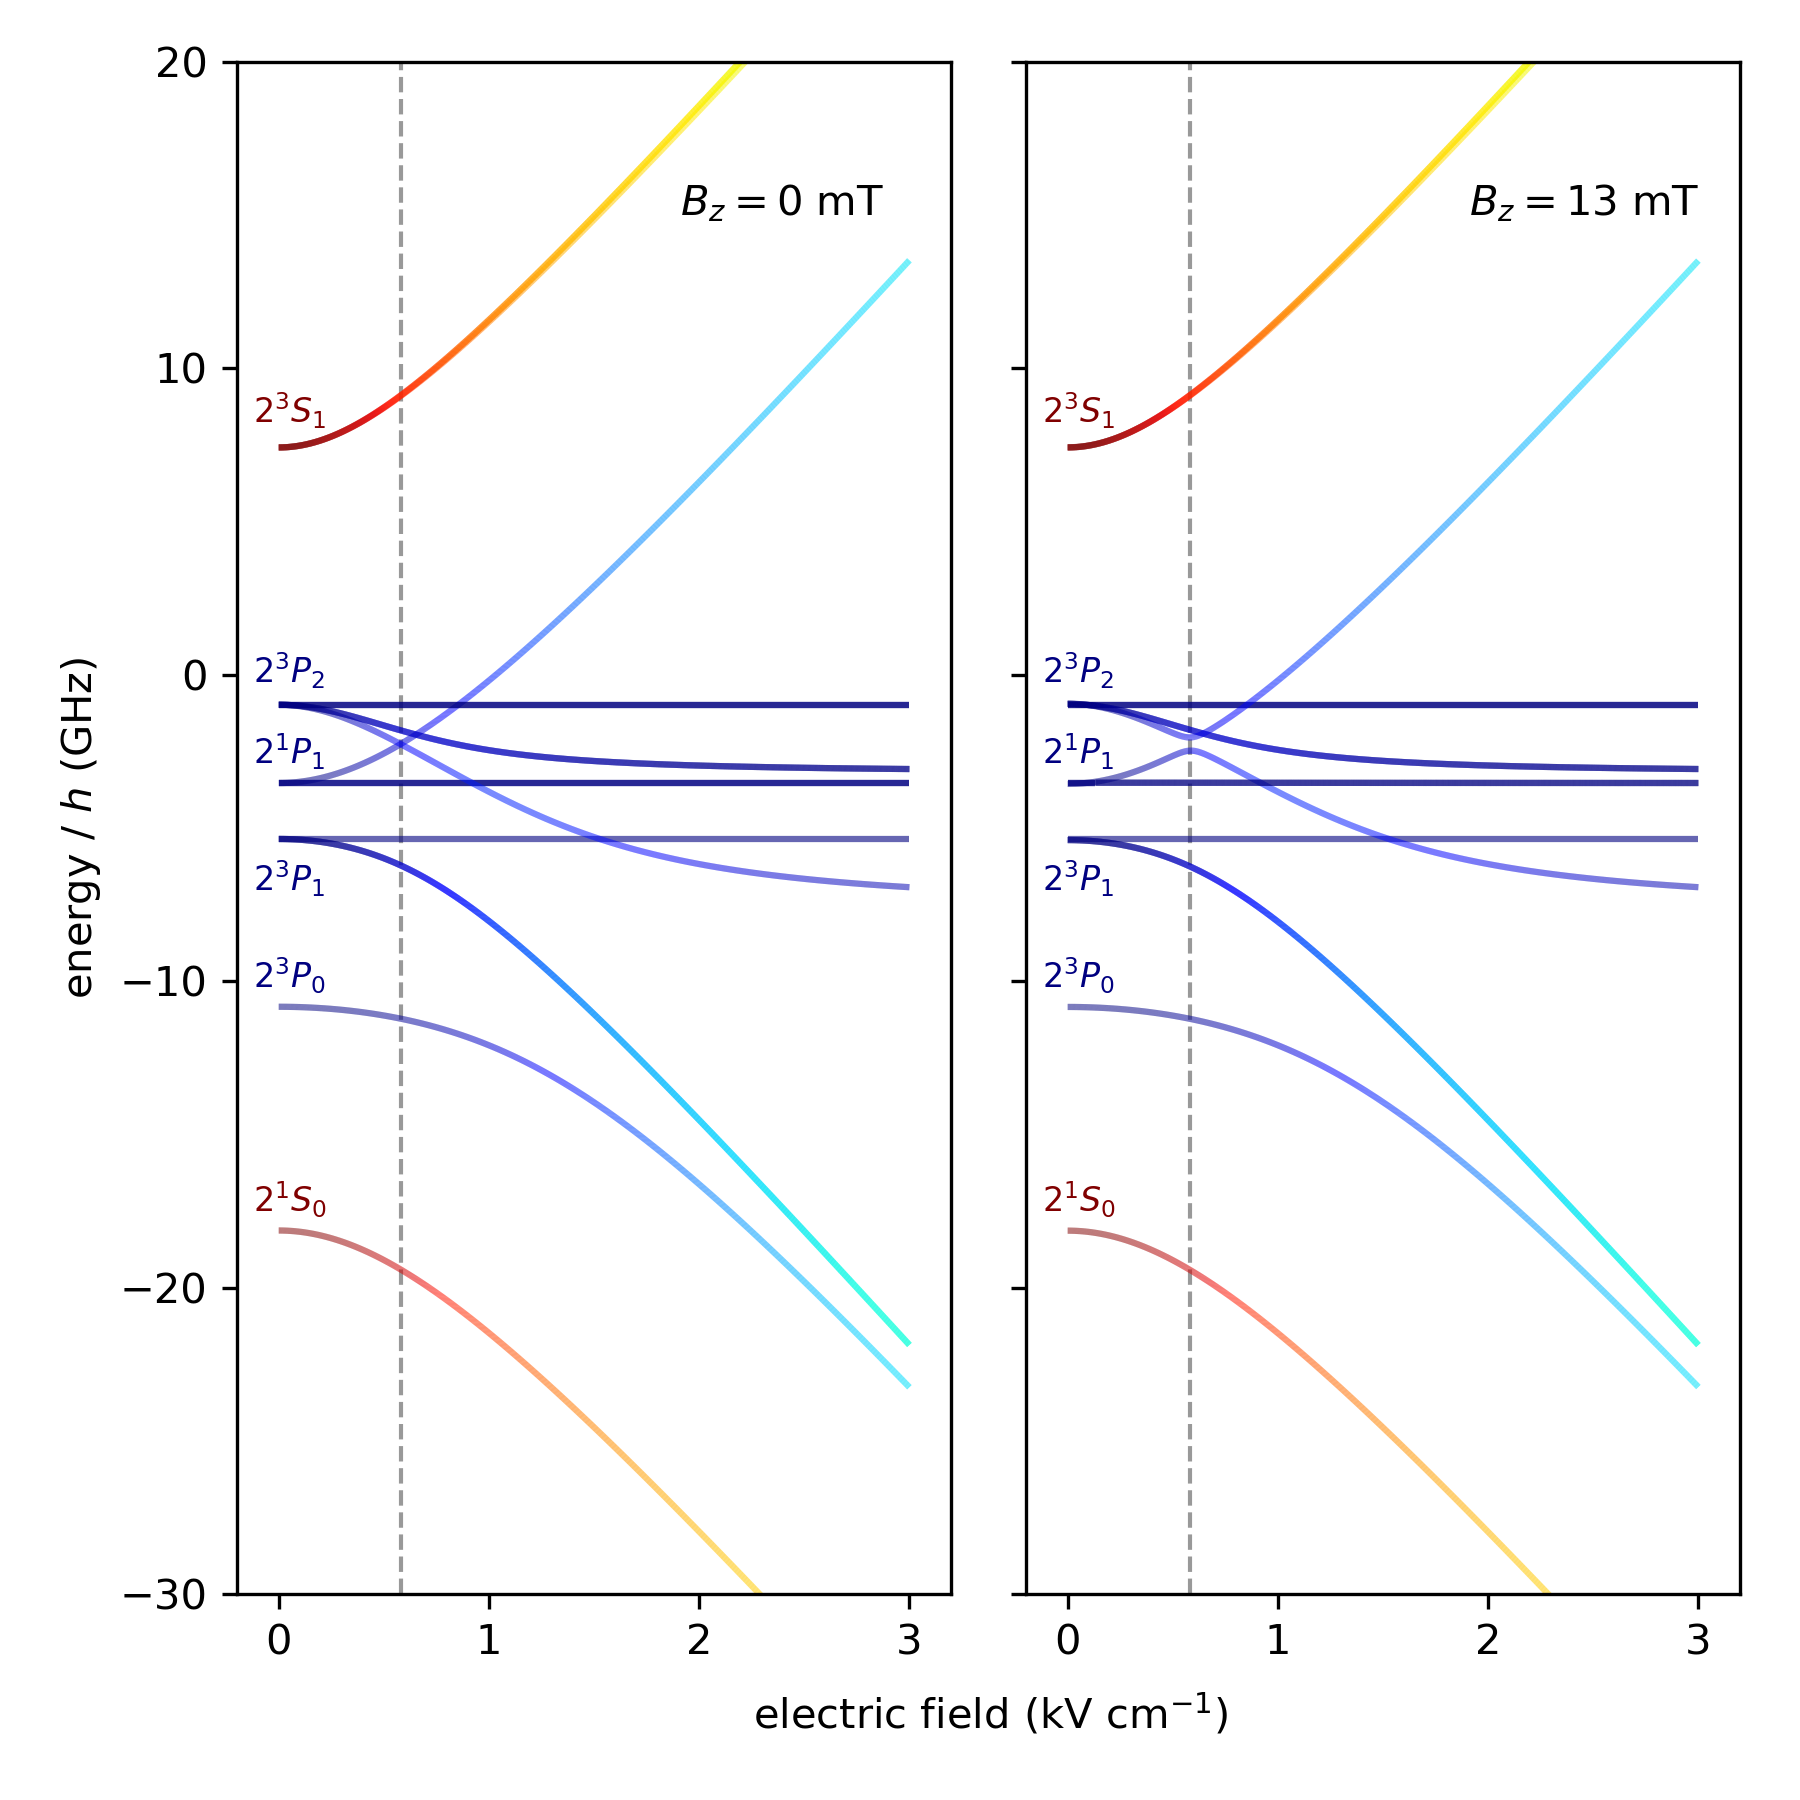 energy / h (GHz)
20
10
0
−10
−20
−30
B_z = 0 mT
2³S₁
2³P₂
2¹P₁
2³P₁
2³P₀
2¹S₀
0 1 2 3
B_z = 13 mT
2³S₁
2³P₂
2¹P₁
2³P₁
2³P₀
2¹S₀
0 1 2 3
electric field (kV cm⁻¹)